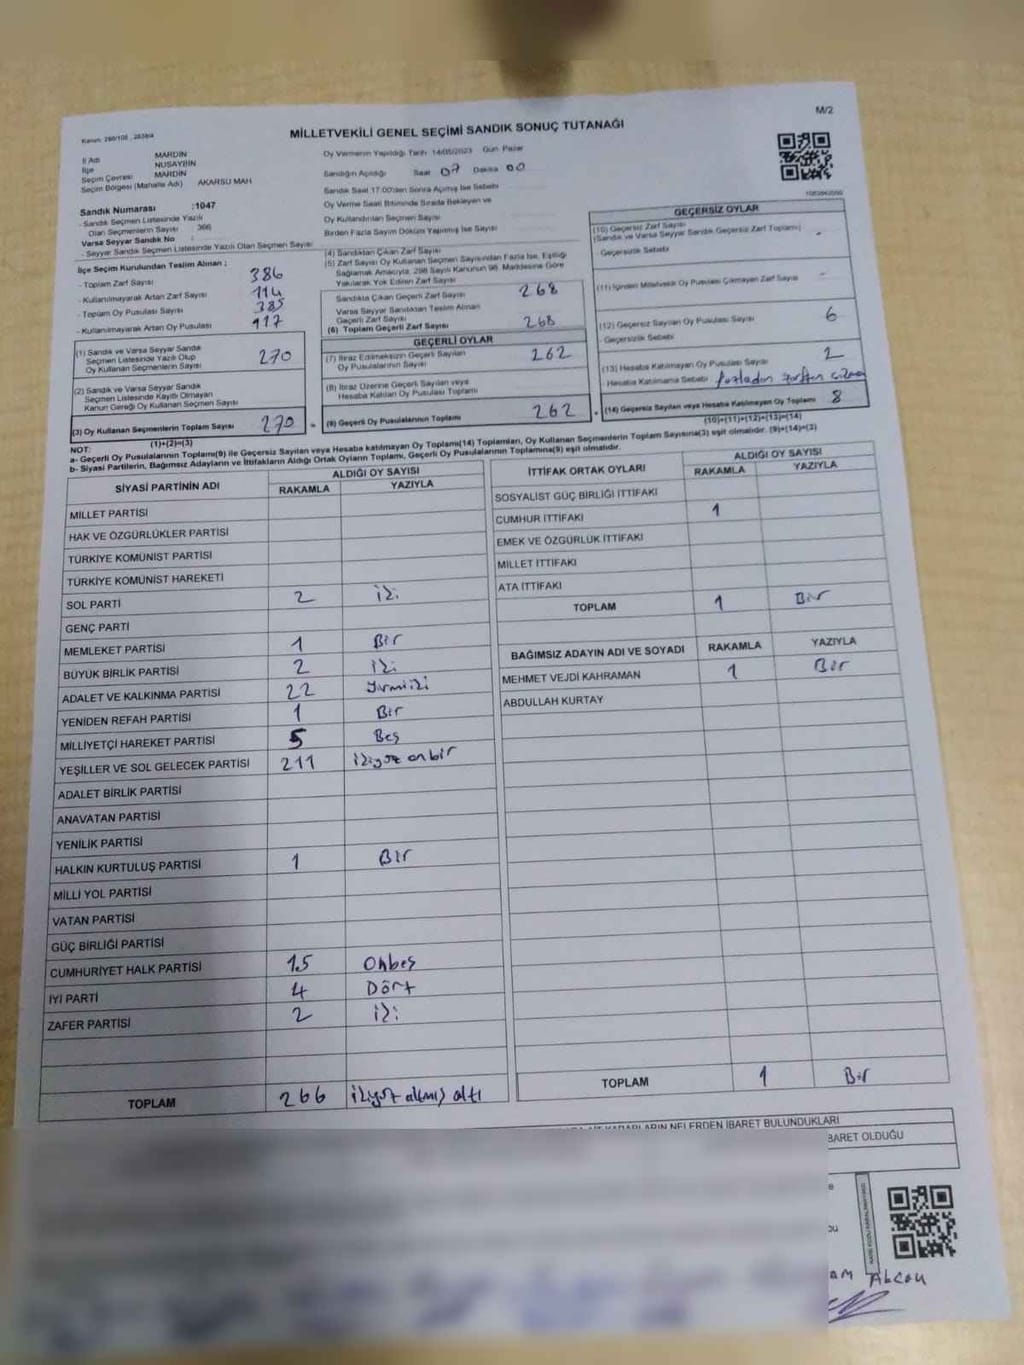 M/2
Kanun: 290/105 , 2839/4
MİLLETVEKİLİ GENEL SEÇİMİ SANDIK SONUÇ TUTANAĞI
İl Adı MARDİN
İlçe NUSAYBİN
Seçim Çevresi MARDİN
Seçim Bölgesi (Mahalle Adı) AKARSU MAH
Sandık Numarası :1047
- Sandık Seçmen Listesinde Yazılı
Olan Seçmenlerin Sayısı : 366
Varsa Seyyar Sandık No :
- Seyyar Sandık Listesinde Yazılı Olan Seçmen Sayısı
İlçe Seçim Kurulundan Teslim Alınan ;
- Toplam Zarf Sayısı 386
- Kullanılmayarak Artan Zarf Sayısı 114
- Toplam Oy Pusulası Sayısı 385
- Kullanılmayarak Artan Oy Pusulası 117
Oy Vermenin Yapıldığı Tarih 14/05/2023 Gün Pazar
Sandığın Açıldığı Saat 07 Dakika 00
Sandık Saat 17:00'den Sonra Açılmış İse Sebebi
Oy Verme Saati Bitiminde Sırada Bekleyen ve
Oy Kullandırılan Seçmen Sayısı
Birden Fazla Sayım Döküm Yapılmış İse Sayısı
(4) Sandıktan Çıkan Zarf Sayısı
(5) Zarf Sayısı Oy Kullanan Seçmen Sayısından Fazla İse, Eşitliği
Sağlamak Amacıyla, 298 Sayılı Kanunun 98. Maddesine Göre
Yakılarak Yok Edilen Zarf Sayısı
Sandıkta Çıkan Geçerli Zarf Sayısı 268
Varsa Seyyar Sandıktan Teslim Alınan
Geçerli Zarf Sayısı
(6) Toplam Geçerli Zarf Sayısı 268
(1) Sandık ve Varsa Seyyar Sandık
Seçmen Listesinde Yazılı Olup
Oy Kullanan Seçmenlerin Sayısı 270
(2) Sandık ve Varsa Seyyar Sandık
Seçmen Listesinde Kayıtlı Olmayan
Kanun Gereği Oy Kullanan Seçmen Sayısı
(3) Oy Kullanan Seçmenlerin Toplam Sayısı 270
(1)+(2)=(3)
=
GEÇERLİ OYLAR
(7) İtiraz Edilmeksizin Geçerli Sayılan
Oy Pusulalarının Sayısı 262
(8) İtiraz Üzerine Geçerli Sayılan veya
Hesaba Katılan Oy Pusulası Toplamı
(9) Geçerli Oy Pusulalarının Toplamı 262
+
GEÇERSİZ OYLAR
(10) Geçersiz Zarf Sayısı
(Sandık ve Varsa Seyyar Sandık Geçersiz Zarf Toplamı) -
Geçersizlik Sebebi
(11) İçinden Milletvekili Oy Pusulası Çıkmayan Zarf Sayısı -
(12) Geçersiz Sayılan Oy Pusulası Sayısı 6
Geçersizlik Sebebi
(13) Hesaba Katılmayan Oy Pusulası Sayısı 2
Hesaba Katılmama Sebebi fazladan zarftan
(14) Geçersiz Sayılan veya Hesaba Katılmayan Oy Toplamı 8
(10)+(11)+(12)+(13)=(14)
NOT:
a- Geçerli Oy Pusulalarının Toplamı(9) ile Geçersiz Sayılan veya Hesaba katılmayan Oy Toplamı(14) Toplamları, Oy Kullanan Seçmenlerin Toplam Sayısına(3) eşit olmalıdır. (9)+(14)=(3)
b- Siyasi Partilerin, Bağımsız Adayların ve İttifakların Aldığı Ortak Oyların Toplamı, Geçerli Oy Pusulalarının Toplamına(9) eşit olmalıdır.
SİYASİ PARTİNİN ADI ALDIĞI OY SAYISI
RAKAMLA YAZIYLA
MİLLET PARTİSİ
HAK VE ÖZGÜRLÜKLER PARTİSİ
TÜRKİYE KOMÜNİST PARTİSİ
TÜRKİYE KOMÜNİST HAREKETİ
SOL PARTİ 2 iki
GENÇ PARTİ
MEMLEKET PARTİSİ 1 Bir
BÜYÜK BİRLİK PARTİSİ 2 iki
ADALET VE KALKINMA PARTİSİ 22 yirmiiki
YENİDEN REFAH PARTİSİ 1 Bir
MİLLİYETÇİ HAREKET PARTİSİ 5 Beş
YEŞİLLER VE SOL GELECEK PARTİSİ 211 ikiyüz onbir
ADALET BİRLİK PARTİSİ
ANAVATAN PARTİSİ
YENİLİK PARTİSİ
HALKIN KURTULUŞ PARTİSİ 1 Bir
MİLLİ YOL PARTİSİ
VATAN PARTİSİ
GÜÇ BİRLİĞİ PARTİSİ
CUMHURİYET HALK PARTİSİ 15 Onbeş
İYİ PARTİ 4 Dört
ZAFER PARTİSİ 2 iki
TOPLAM 266 ikiyüz altmış altı
İTTİFAK ORTAK OYLARI ALDIĞI OY SAYISI
RAKAMLA YAZIYLA
SOSYALİST GÜÇ BİRLİĞİ İTTİFAKI
CUMHUR İTTİFAKI 1
EMEK VE ÖZGÜRLÜK İTTİFAKI
MİLLET İTTİFAKI
ATA İTTİFAKI
TOPLAM 1 Bir
BAĞIMSIZ ADAYIN ADI VE SOYADI RAKAMLA YAZIYLA
MEHMET VEJDİ KAHRAMAN 1 Bir
ABDULLAH KURTAY
TOPLAM 1 Bir
KARARLARIN NELERDEN İBARET BULUNDUKLARI
BARET OLDUĞU